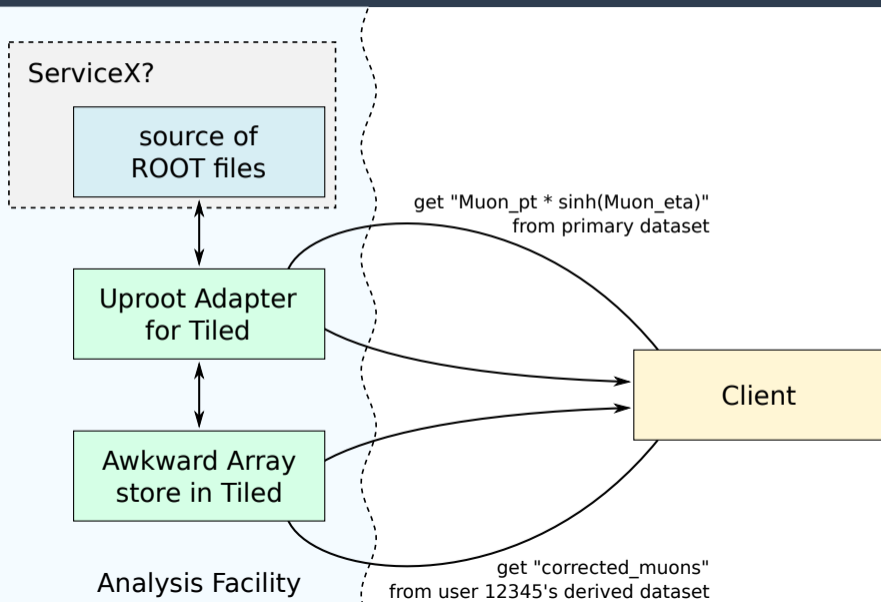 ServiceX?
source of
ROOT files
get "Muon_pt * sinh(Muon_eta)"
from primary dataset
Uproot Adapter
for Tiled
Client
Awkward Array
store in Tiled
get "corrected_muons"
from user 12345's derived dataset
Analysis Facility